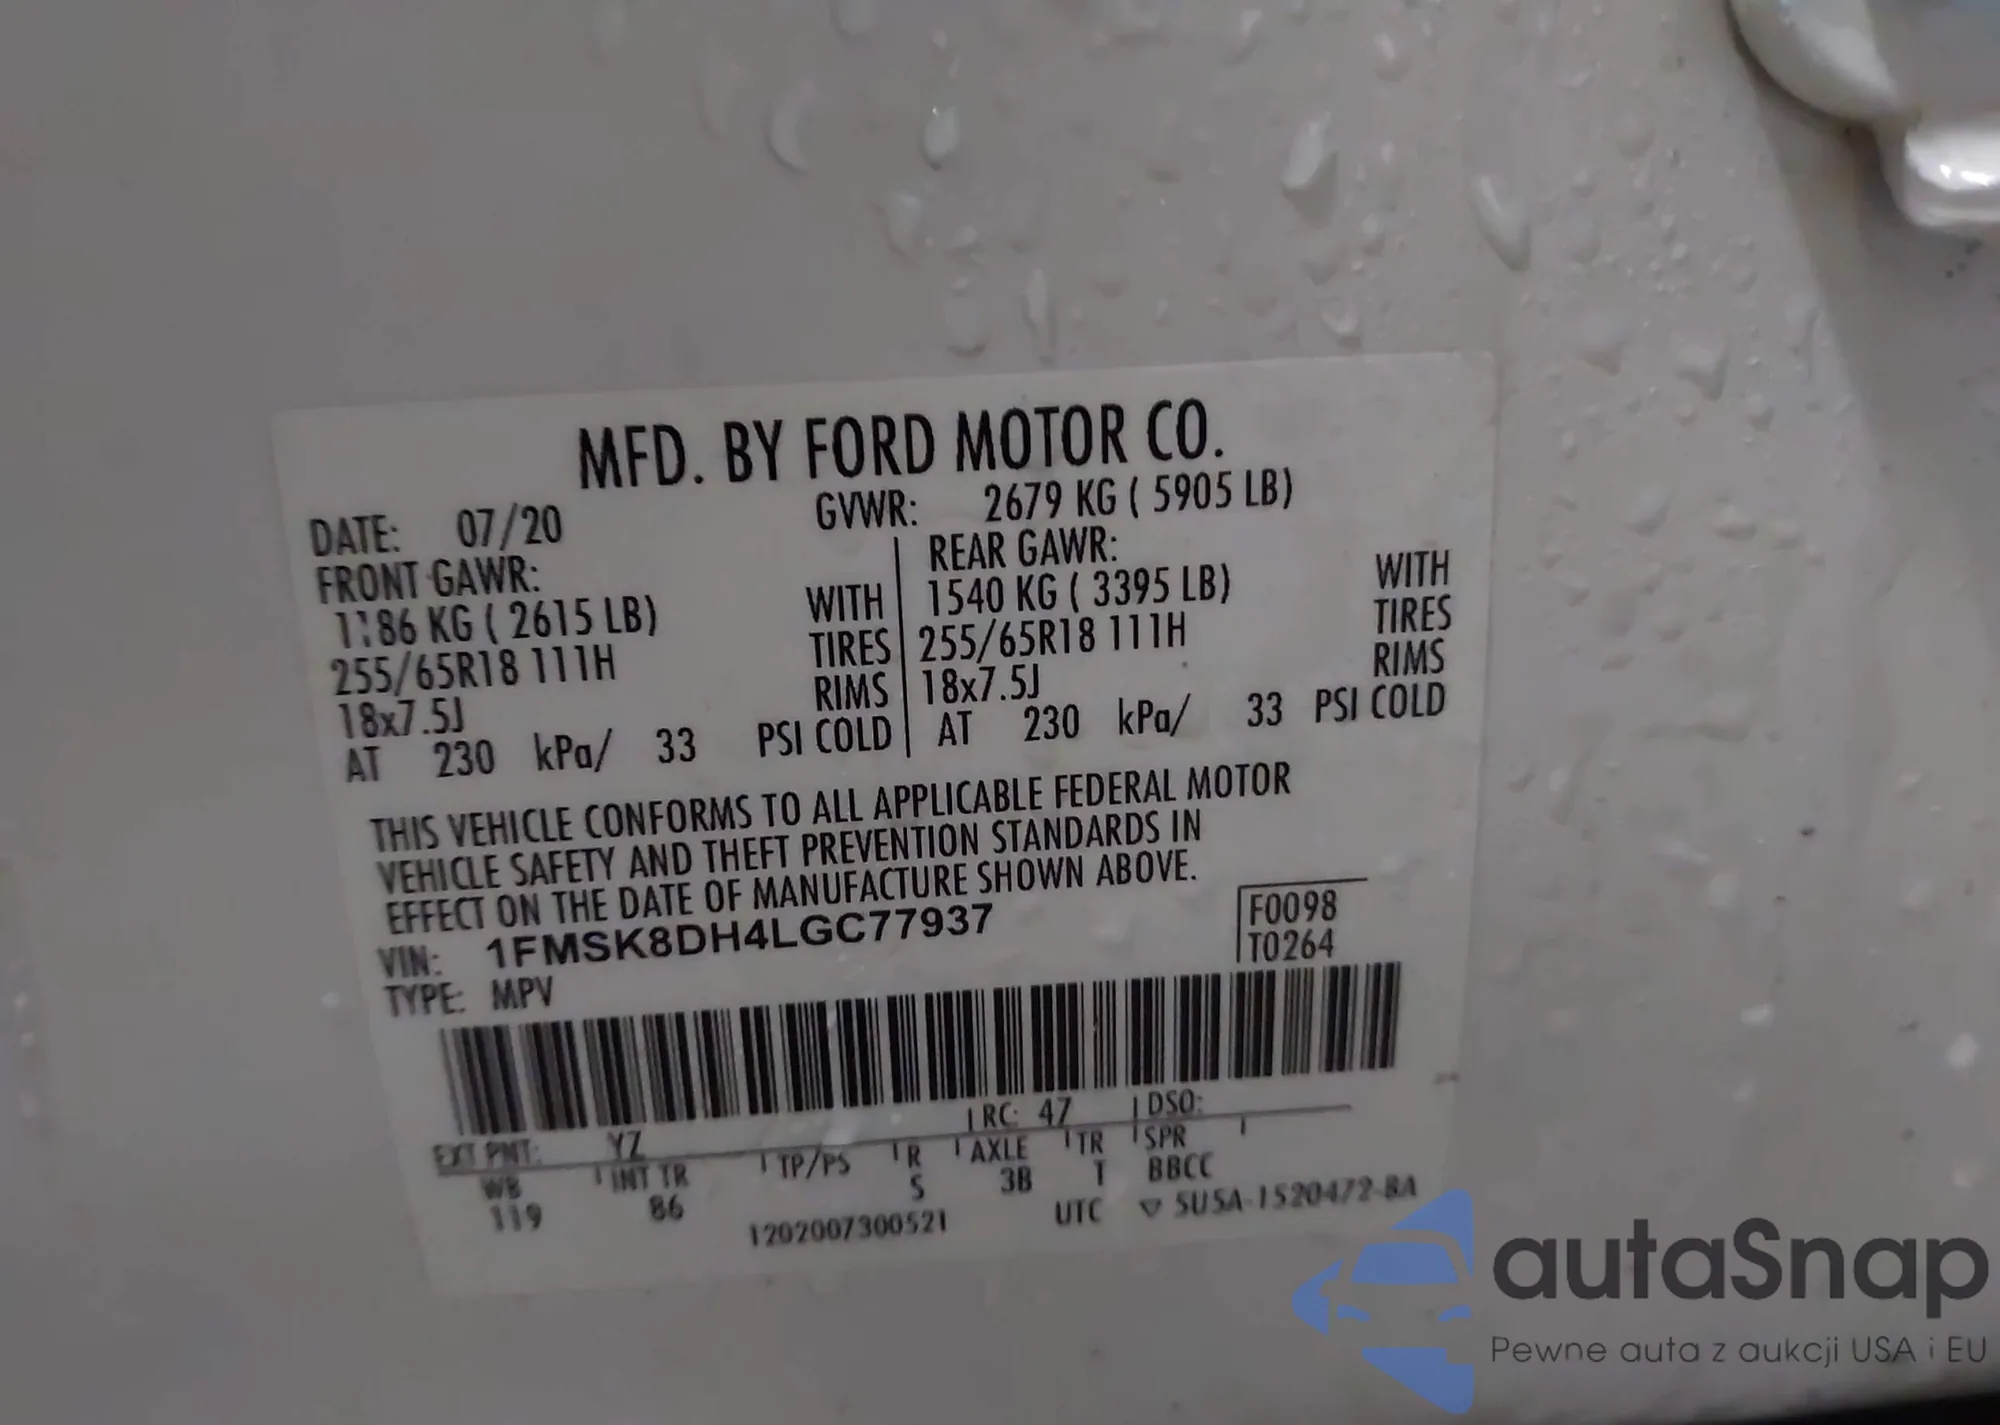 MFD. BY FORD MOTOR CO.
DATE: 07/20 GVWR: 2679 KG ( 5905 LB)
FRONT GAWR: REAR GAWR:
1186 KG ( 2615 LB) WITH 1540 KG ( 3395 LB) WITH
255/65R18 111H TIRES 255/65R18 111H TIRES
18x7.5J RIMS 18x7.5J RIMS
AT 230 kPa/ 33 PSI COLD AT 230 kPa/ 33 PSI COLD
THIS VEHICLE CONFORMS TO ALL APPLICABLE FEDERAL MOTOR
VEHICLE SAFETY AND THEFT PREVENTION STANDARDS IN
EFFECT ON THE DATE OF MANUFACTURE SHOWN ABOVE.
VIN: 1FMSK8DH4LGC77937 F0098
TYPE: MPV T0264
EXT PNT: YZ RC: 47 DSO:
WB INT TR TP/PS R AXLE TR SPR
119 86 S 3B T BBCC
1202007300521 UTC ▽ 5U5A-1520472-BA
autaSnap
Pewne auta z aukcji USA i EU